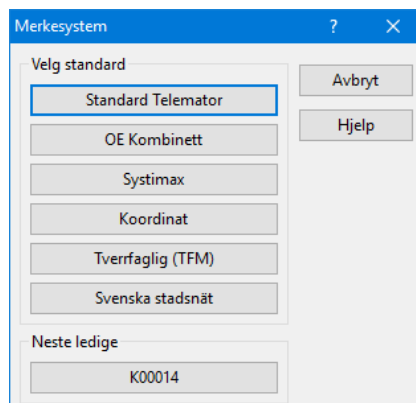 Merkesystem ?
Velg standard
Standard Telemator
OE Kombinett
Systimax
Koordinat
Tverrfaglig (TFM)
Svenska stadsnät
Avbryt
Hjelp
Neste ledige
K00014